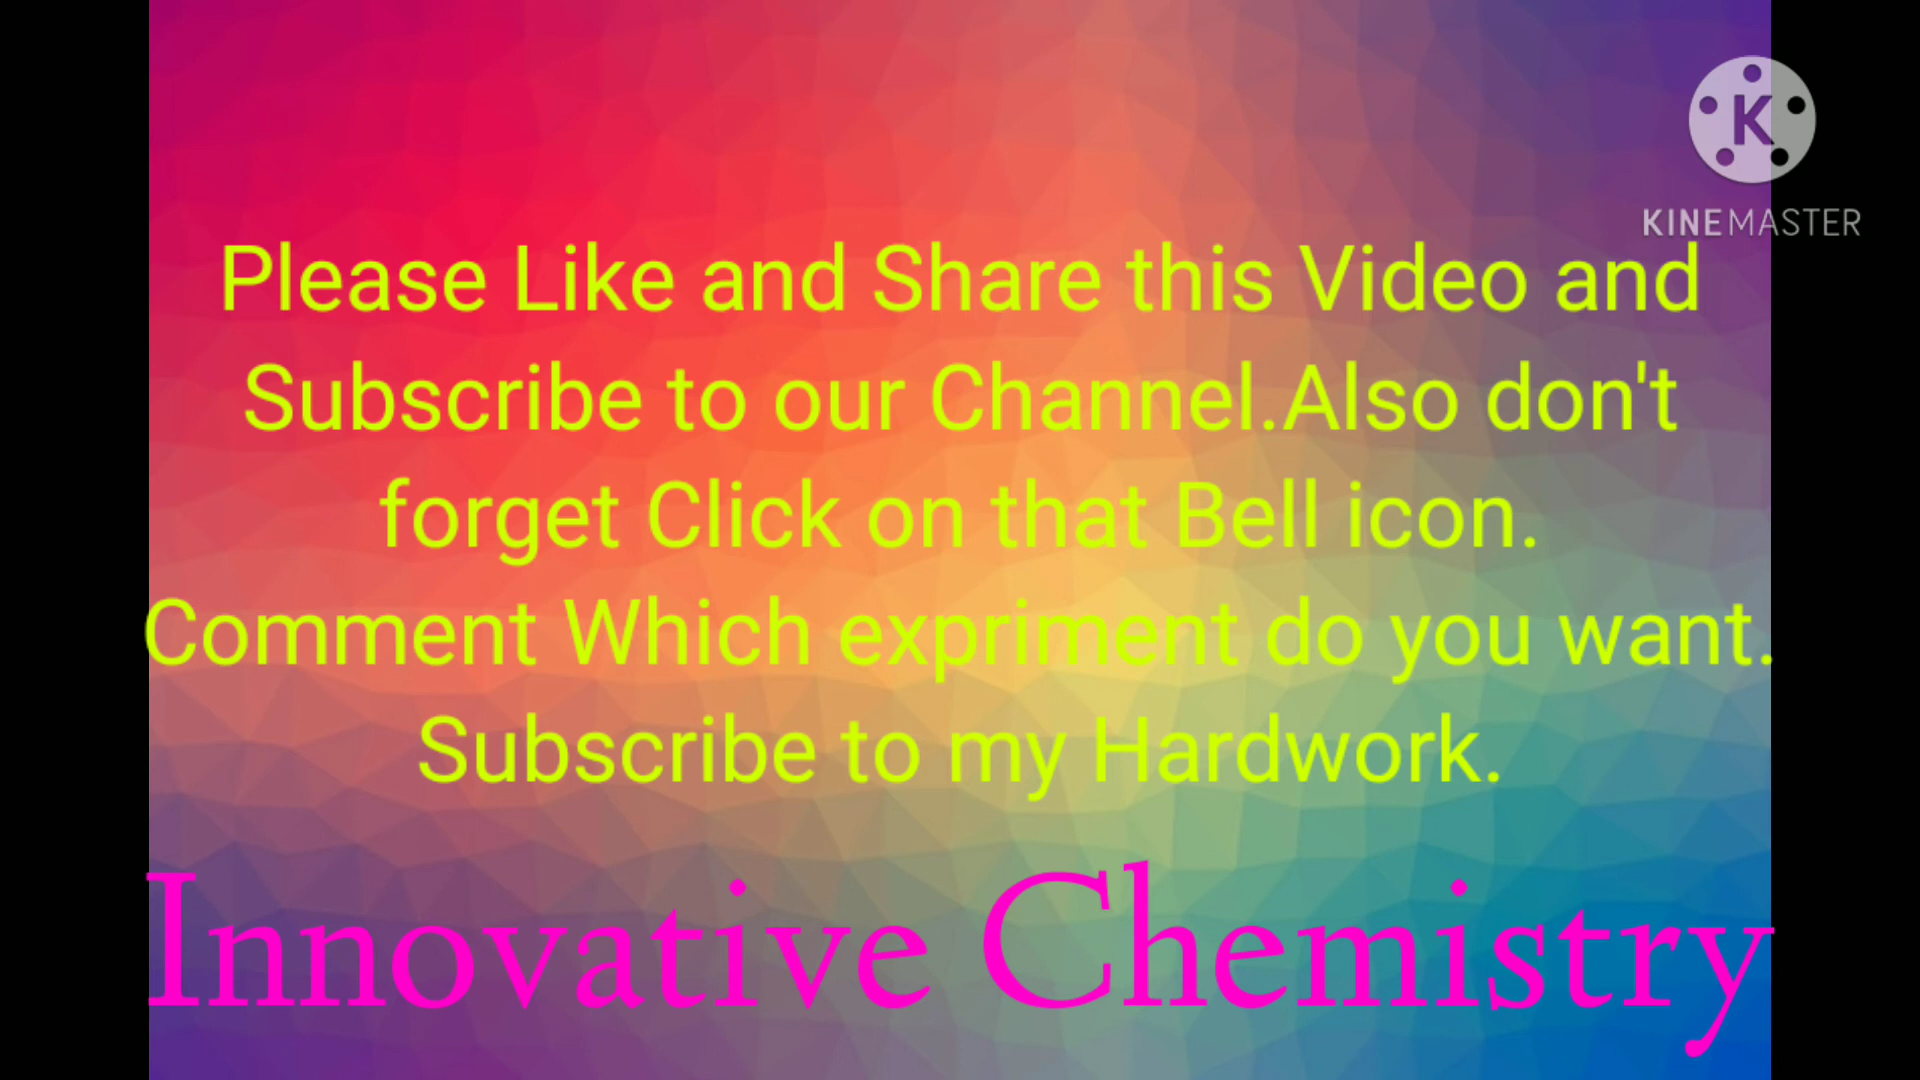 K
KINEMASTER
Please Like and Share this Video and
Subscribe to our Channel.Also don't
forget Click on that Bell icon.
Comment Which expriment do you want.
Subscribe to my Hardwork.
Innovative Chemistry